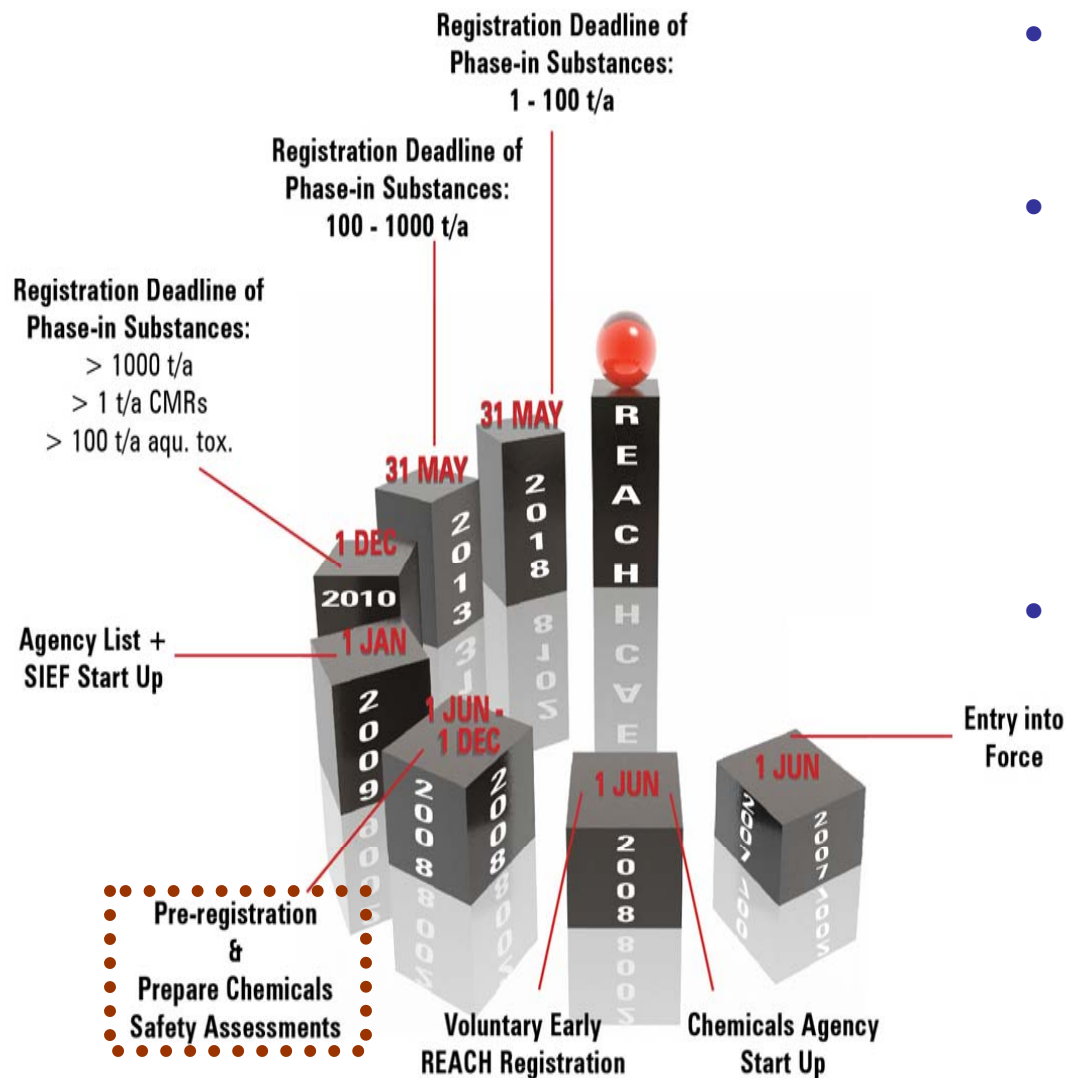 Registration Deadline of
Phase-in Substances:
1 - 100 t/a
Registration Deadline of
Phase-in Substances:
100 - 1000 t/a
Registration Deadline of
Phase-in Substances:
> 1000 t/a
> 1 t/a CMRs
> 100 t/a aqu. tox.
REACH
31 MAY
2018
31 MAY
2013
1 DEC
2010
Agency List +
SIEF Start Up
1 JAN
2009
1 JUN -
1 DEC
2008
2008
1 JUN
2008
1 JUN
2007
2007
Entry into
Force
Pre-registration
&
Prepare Chemicals
Safety Assessments
Voluntary Early
REACH Registration
Chemicals Agency
Start Up